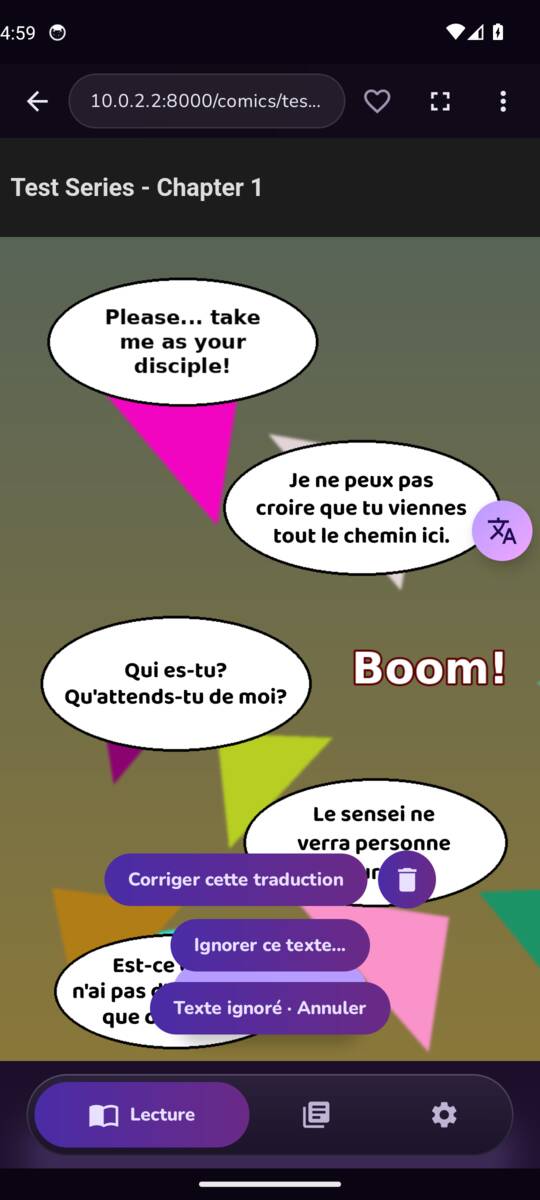 4:59
10.0.2.2:8000/comics/tes...
Test Series - Chapter 1
Please... take
me as your
disciple!
Je ne peux pas
croire que tu viennes
tout le chemin ici.
Qui es-tu?
Qu'attends-tu de moi?
Boom!
Le sensei ne
verra personne
Corriger cette traduction
Ignorer ce texte...
Est-ce
n'ai pas
que
Texte ignoré · Annuler
Lecture